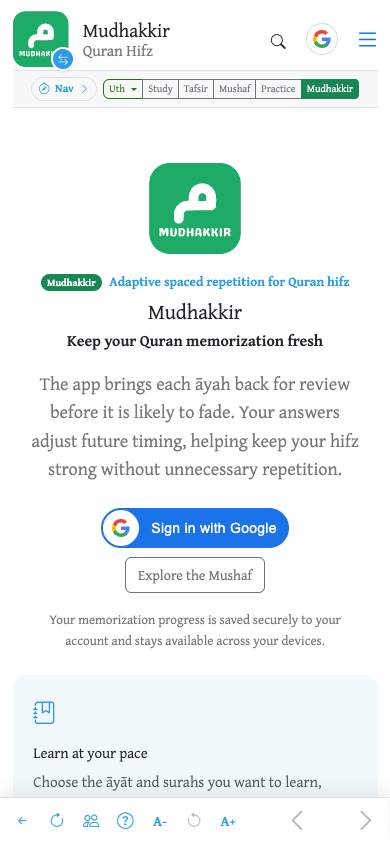 م
MUDHAKKIR
Mudhakkir
Quran Hifz
Nav
Uth
Study
Tafsir
Mushaf
Practice
Mudhakkir
م
MUDHAKKIR
Mudhakkir Adaptive spaced repetition for Quran hifz
Mudhakkir
Keep your Quran memorization fresh
The app brings each āyah back for review
before it is likely to fade. Your answers
adjust future timing, helping keep your hifz
strong without unnecessary repetition.
Sign in with Google
Explore the Mushaf
Your memorization progress is saved securely to your
account and stays available across your devices.
Learn at your pace
Choose the āyāt and surahs you want to learn,
A-
A+